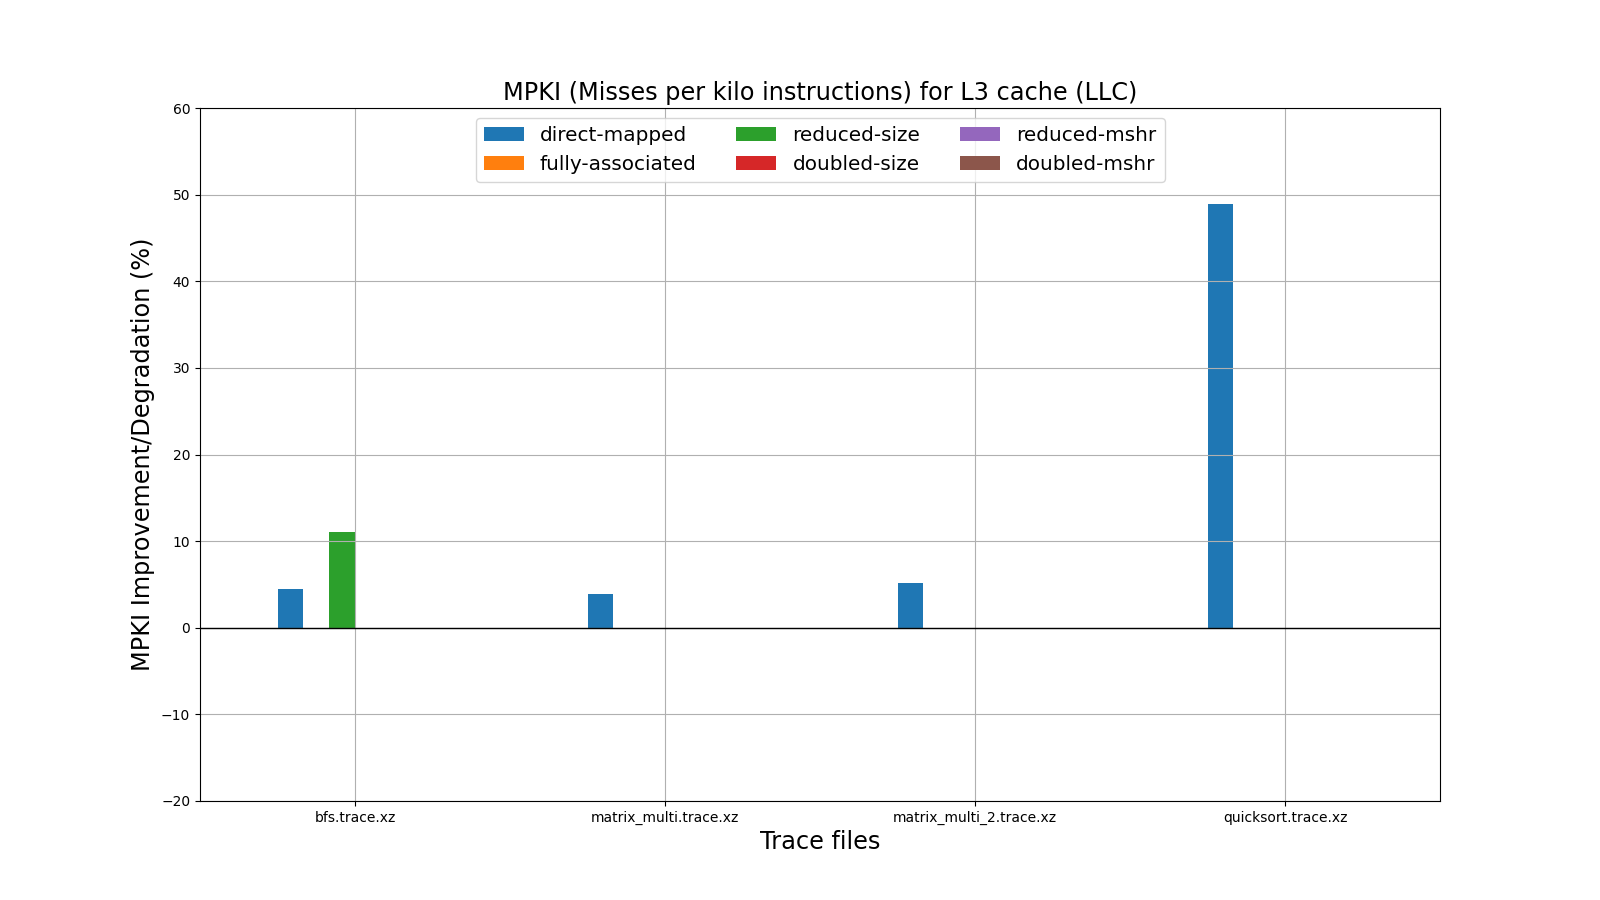 MPKI (Misses per kilo instructions) for L3 cache (LLC)
direct-mapped
fully-associated
reduced-size
doubled-size
reduced-mshr
doubled-mshr
MPKI Improvement/Degradation (%)
60
50
40
30
20
10
0
−10
−20
bfs.trace.xz
matrix_multi.trace.xz
matrix_multi_2.trace.xz
quicksort.trace.xz
Trace files